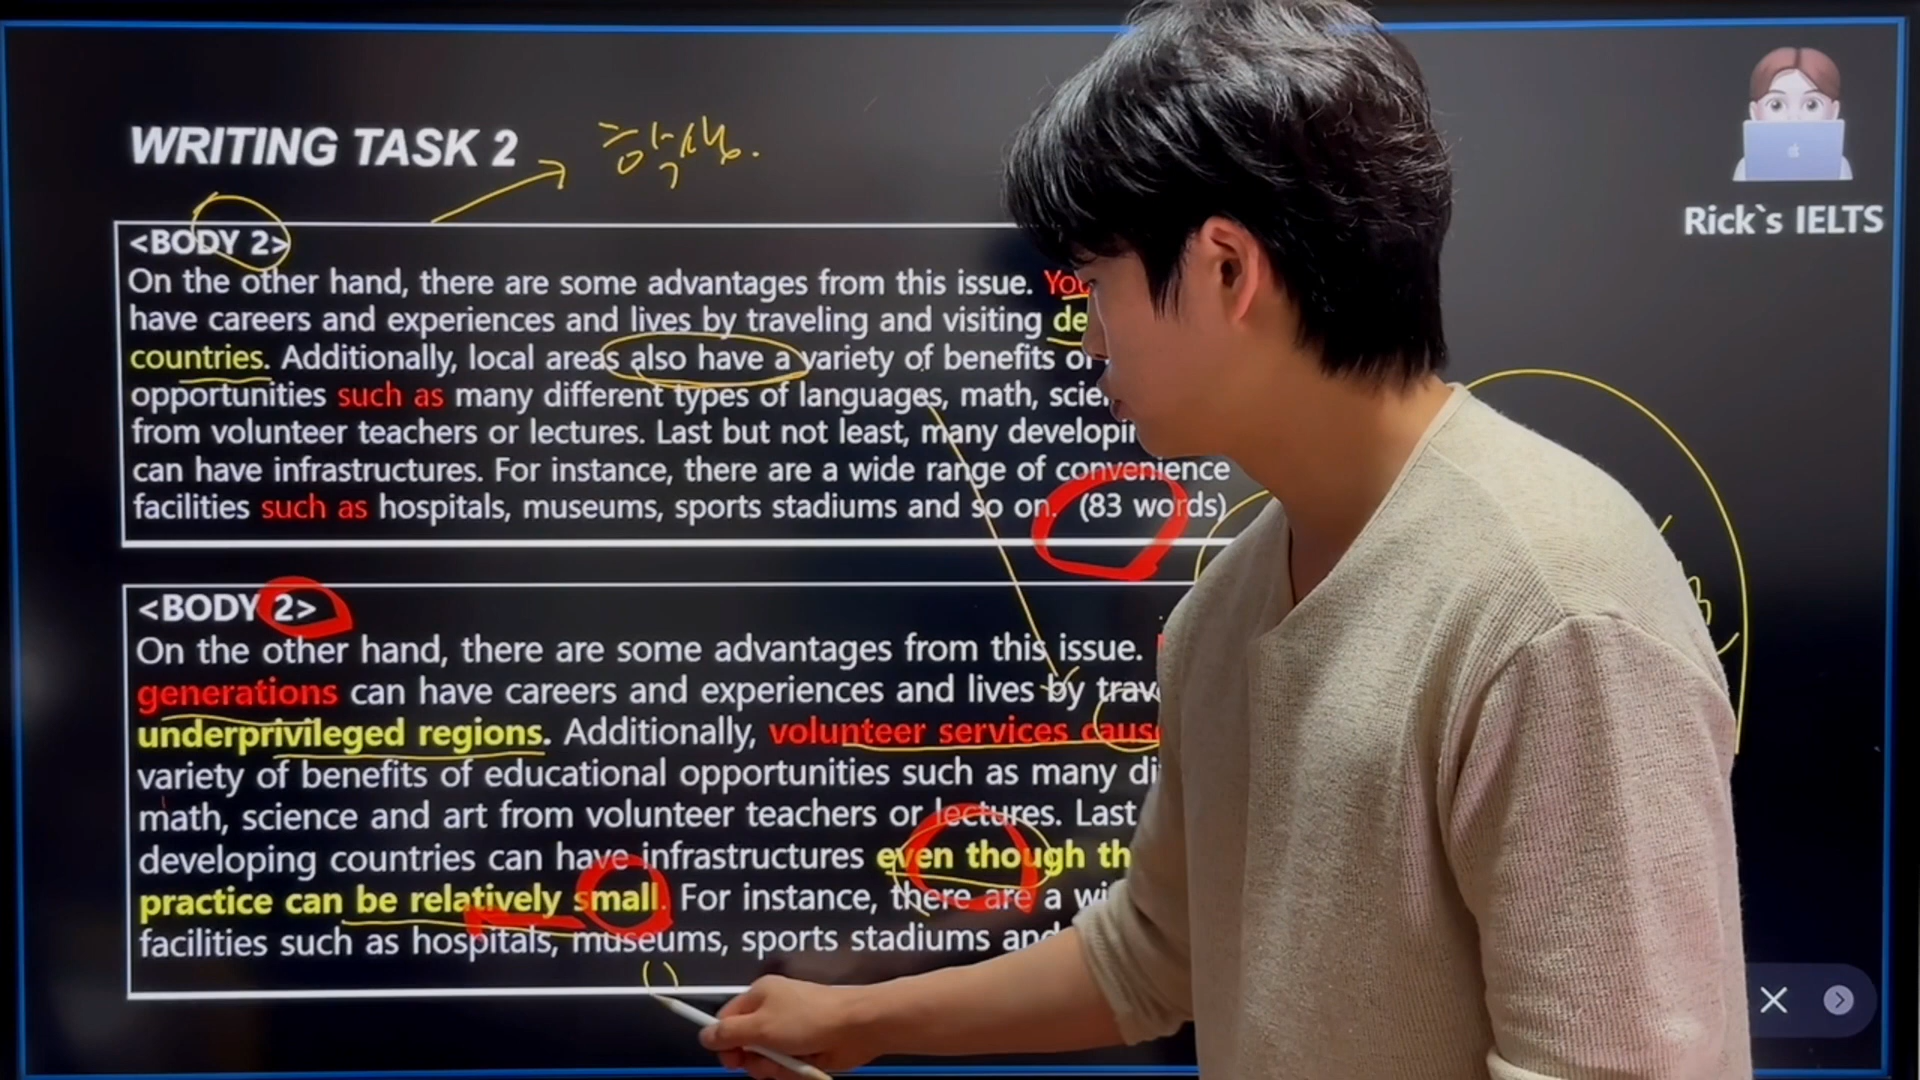 WRITING TASK 2
학생.
Rick`s IELTS
<BODY 2>
On the other hand, there are some advantages from this issue.
have careers and experiences and lives by traveling and visiting
countries. Additionally, local areas also have a variety of benefits
opportunities such as many different types of languages, math,
from volunteer teachers or lectures. Last but not least, many
can have infrastructures. For instance, there are a wide range of convenience
facilities such as hospitals, museums, sports stadiums and so on. (83 words)
<BODY 2>
On the other hand, there are some advantages from this issue.
generations can have careers and experiences and lives by
underprivileged regions. Additionally, volunteer services
variety of benefits of educational opportunities such as many
math, science and art from volunteer teachers or lectures. Last
developing countries can have infrastructures even though
practice can be relatively small. For instance, there are a
facilities such as hospitals, museums, sports stadiums